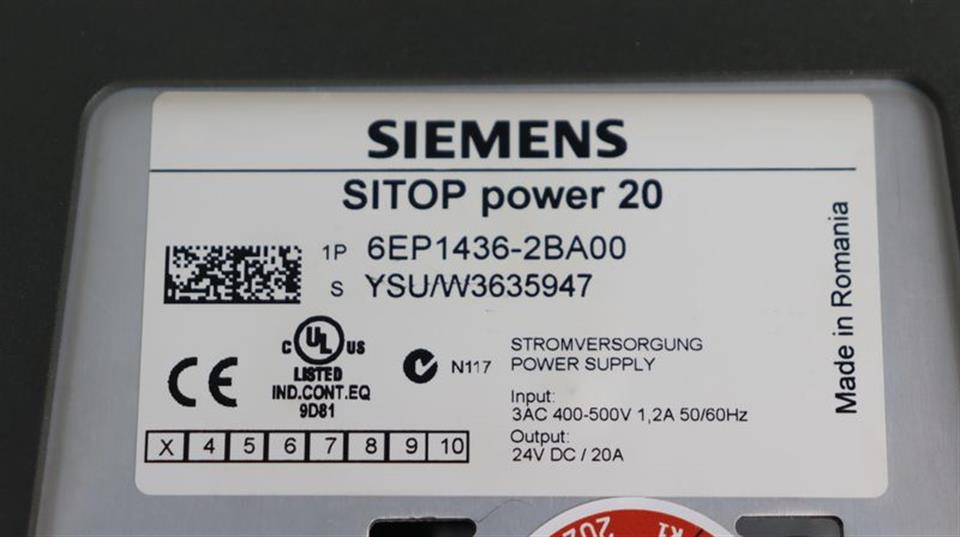 SIEMENS
SITOP power 20
1P 6EP1436-2BA00
S YSU/W3635947
C UL US
LISTED
IND.CONT.EQ
9D81
CE
N117
STROMVERSORGUNG
POWER SUPPLY
Input:
3AC 400-500V 1,2A 50/60Hz
Output:
24V DC / 20A
X 4 5 6 7 8 9 10
Made in Romania